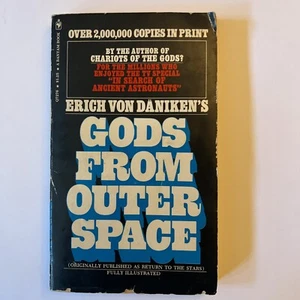 OVER 2,000,000 COPIES IN PRINT
BY THE AUTHOR OF
CHARIOTS OF THE GODS?
FOR THE MILLIONS WHO
ENJOYED THE TV SPECIAL
"IN SEARCH OF
ANCIENT ASTRONAUTS"
ERICH VON DANIKEN'S
GODS
FROM
OUTER
SPACE
(ORIGINALLY PUBLISHED AS RETURN TO THE STARS)
FULLY ILLUSTRATED
A BANTAM BOOK